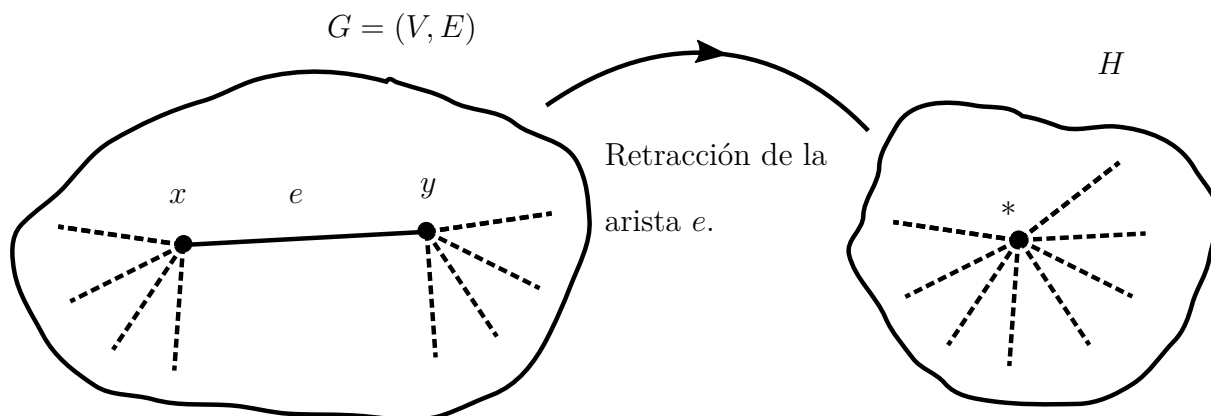 G = (V, E)
H
Retracción de la
x e y
arista e.
*